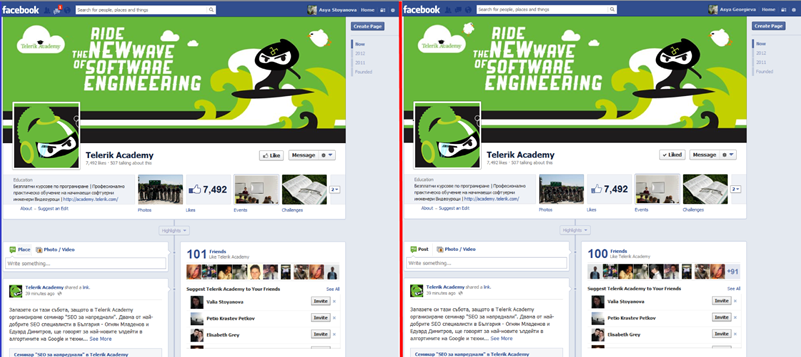 facebook
Search for people, places and things
Asya Stoyanova
Home
Create Page
Now
2012
2011
Founded
Telerik Academy
RIDE
THE NEW WAVE
OF SOFTWARE
ENGINEERING
Telerik Academy
7,492 likes · 507 talking about this
Like
Message
Education
Безплатни курсове по програмиране | Професионално
практическо обучение на начинаещи софтуерни
инженери
http://academy.telerik.com/
About
Suggest an Edit
Photos
7,492
Likes
Events
Challenges
2
Highlights
Place
Photo / Video
Write something...
101
Friends
Like Telerik Academy
Telerik Academy shared a link.
39 minutes ago
Запазете си тази събота, защото в Telerik Academy
организираме семинар "SEO за напреднали". Двама от най-
добрите SEO специалисти в България - Огнян Младенов и
Едуард Димитров, ще говорят за най-новите ъпдейти в
алгоритмите на Google и техни... See More
Семинар "SEO за напреднали" в Telerik Academy
Suggest Telerik Academy to Your Friends
See All
Valia Stoyanova
Invite
Petio Krustev Petkov
Invite
Elisabeth Grey
Invite
facebook
Search for people, places and things
Asya Georgieva
Home
Create Page
Now
2012
2011
Founded
Telerik Academy
RIDE
THE NEW WAVE
OF SOFTWARE
ENGINEERING
Telerik Academy
7,492 likes · 507 talking about this
Liked
Message
Education
Безплатни курсове по програмиране | Професионално
практическо обучение на начинаещи софтуерни
инженери
http://academy.telerik.com/
About
Suggest an Edit
Photos
7,492
Likes
Events
Challenges
2
Highlights
Post
Photo / Video
Write something...
100
Friends
Like Telerik Academy
+91
Telerik Academy shared a link.
39 minutes ago
Запазете си тази събота, защото в Telerik Academy
организираме семинар "SEO за напреднали". Двама от най-
добрите SEO специалисти в България - Огнян Младенов и
Едуард Димитров, ще говорят за най-новите ъпдейти в
алгоритмите на Google и техни... See More
Семинар "SEO за напреднали" в Telerik Academy
Suggest Telerik Academy to Your Friends
See All
Valia Stoyanova
Invite
Petio Krustev Petkov
Invite
Elisabeth Grey
Invite